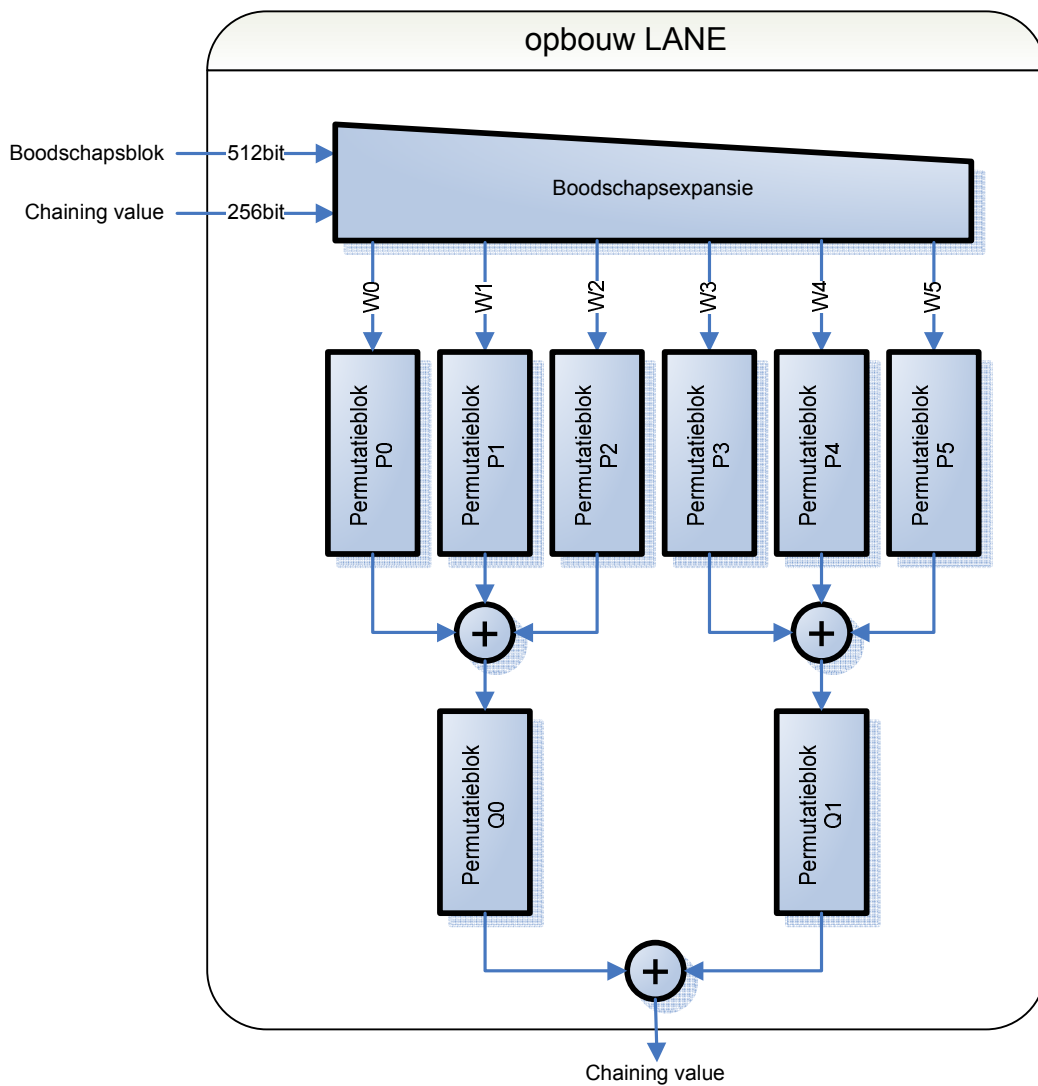 opbouw LANE
Boodschapsblok
512bit
Chaining value
256bit
Boodschapsexpansie
W0
W1
W2
W3
W4
W5
Permutatieblok
P0
Permutatieblok
P1
Permutatieblok
P2
Permutatieblok
P3
Permutatieblok
P4
Permutatieblok
P5
+
+
Permutatieblok
Q0
Permutatieblok
Q1
+
Chaining value